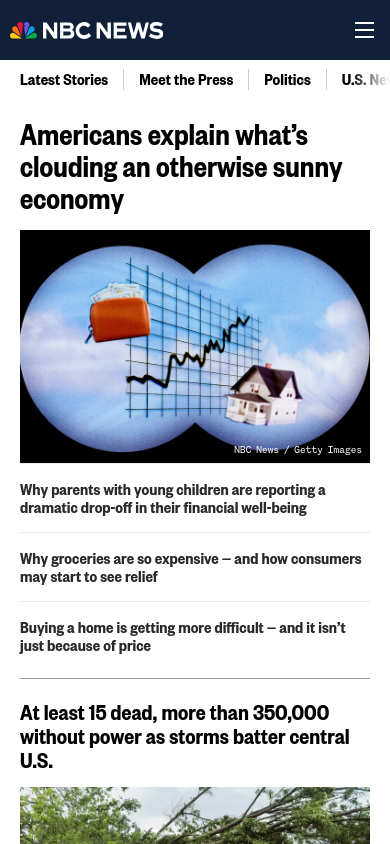 NBC NEWS
Latest Stories
Meet the Press
Politics
U.S.
Americans explain what’s
clouding an otherwise sunny
economy
NBC News / Getty Images
Why parents with young children are reporting a
dramatic drop-off in their financial well-being
Why groceries are so expensive — and how consumers
may start to see relief
Buying a home is getting more difficult — and it isn’t
just because of price
At least 15 dead, more than 350,000
without power as storms batter central
U.S.